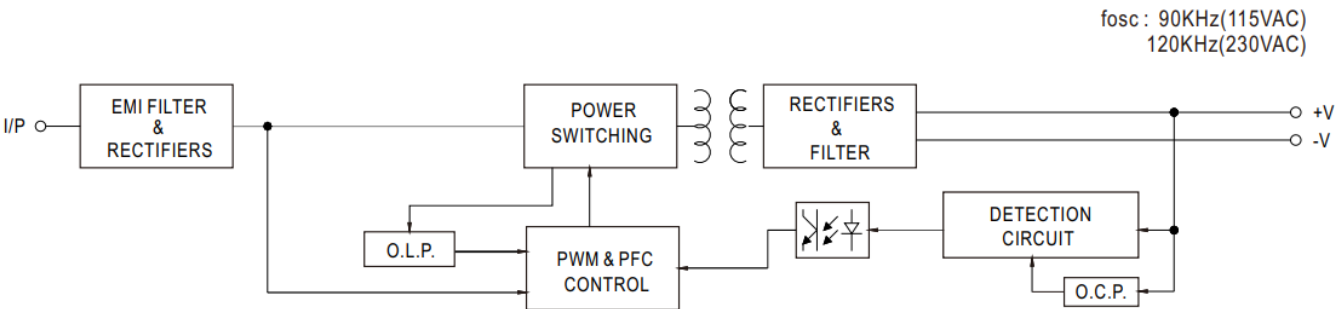 fosc : 90KHz(115VAC)
120KHz(230VAC)
I/P
EMI FILTER
&
RECTIFIERS
POWER
SWITCHING
RECTIFIERS
&
FILTER
+V
-V
O.L.P.
PWM & PFC
CONTROL
DETECTION
CIRCUIT
O.C.P.